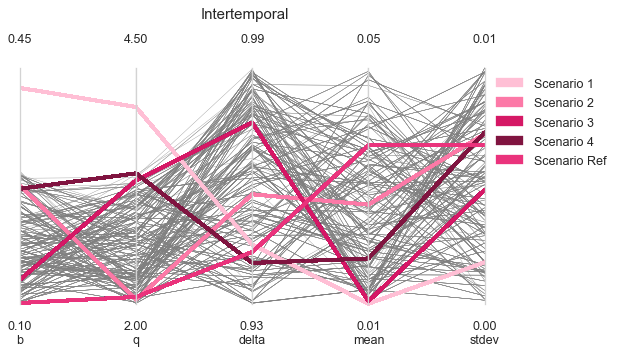 Intertemporal
0.45 4.50 0.99 0.05 0.01
Scenario 1
Scenario 2
Scenario 3
Scenario 4
Scenario Ref
0.10 2.00 0.93 0.01 0.00
b q delta mean stdev